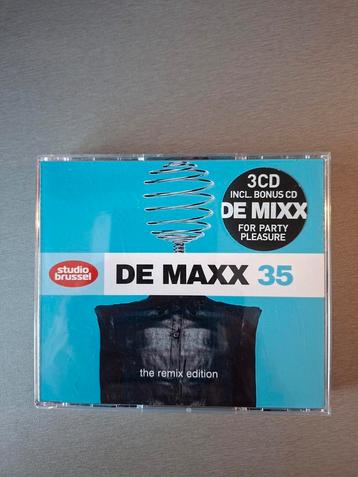 3CD
INCL. BONUS CD
DE MIXX
FOR PARTY
PLEASURE
studio
brussel
DE MAXX 35
the remix edition